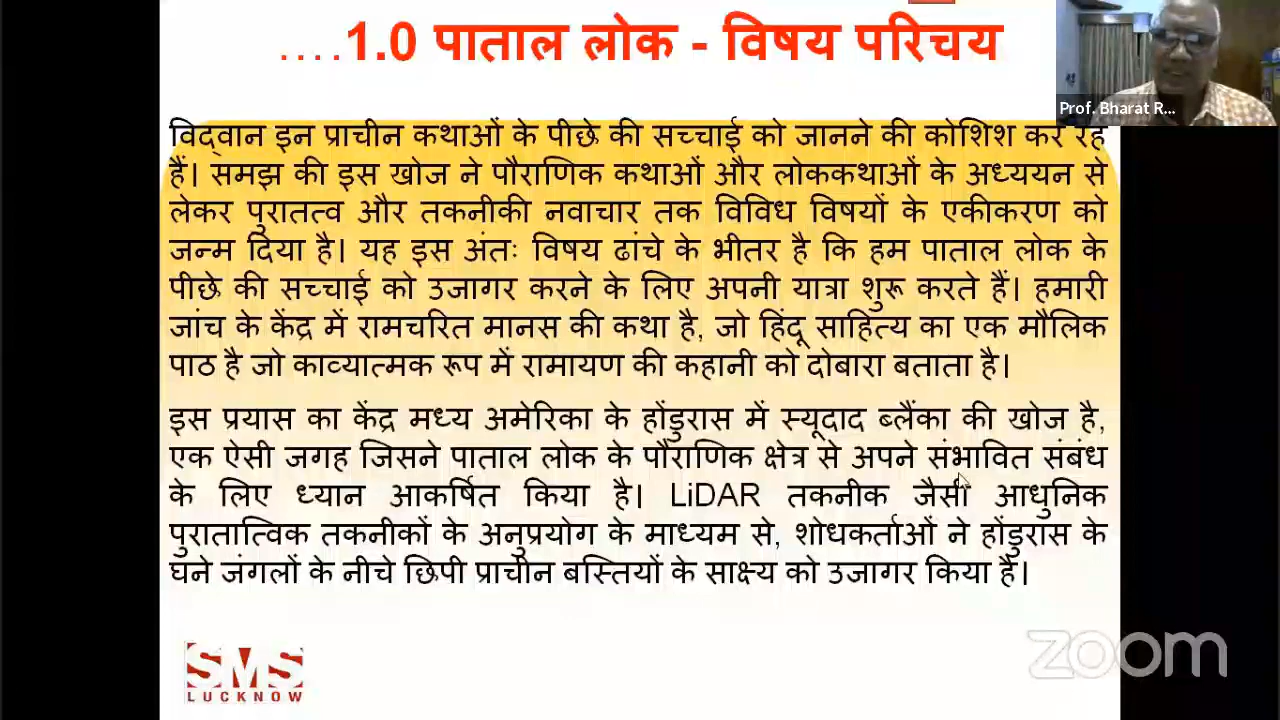 ....1.0 पाताल लोक - विषय परिचय
Prof. Bharat R...
विद्वान इन प्राचीन कथाओं के पीछे की सच्चाई को जानने की कोशिश कर रहे
हैं। समझ की इस खोज ने पौराणिक कथाओं और लोककथाओं के अध्ययन से
लेकर पुरातत्व और तकनीकी नवाचार तक विविध विषयों के एकीकरण को
जन्म दिया है। यह इस अंतः विषय ढांचे के भीतर है कि हम पाताल लोक के
पीछे की सच्चाई को उजागर करने के लिए अपनी यात्रा शुरू करते हैं। हमारी
जांच के केंद्र में रामचरित मानस की कथा है, जो हिंदू साहित्य का एक मौलिक
पाठ है जो काव्यात्मक रूप में रामायण की कहानी को दोबारा बताता है।
इस प्रयास का केंद्र मध्य अमेरिका के होंडुरास में स्यूदाद ब्लैंका की खोज है,
एक ऐसी जगह जिसने पाताल लोक के पौराणिक क्षेत्र से अपने संभावित संबंध
के लिए ध्यान आकर्षित किया है। LiDAR तकनीक जैसी आधुनिक
पुरातात्विक तकनीकों के अनुप्रयोग के माध्यम से, शोधकर्ताओं ने होंडुरास के
घने जंगलों के नीचे छिपी प्राचीन बस्तियों के साक्ष्य को उजागर किया है।
SMS
LUCKNOW
zoom